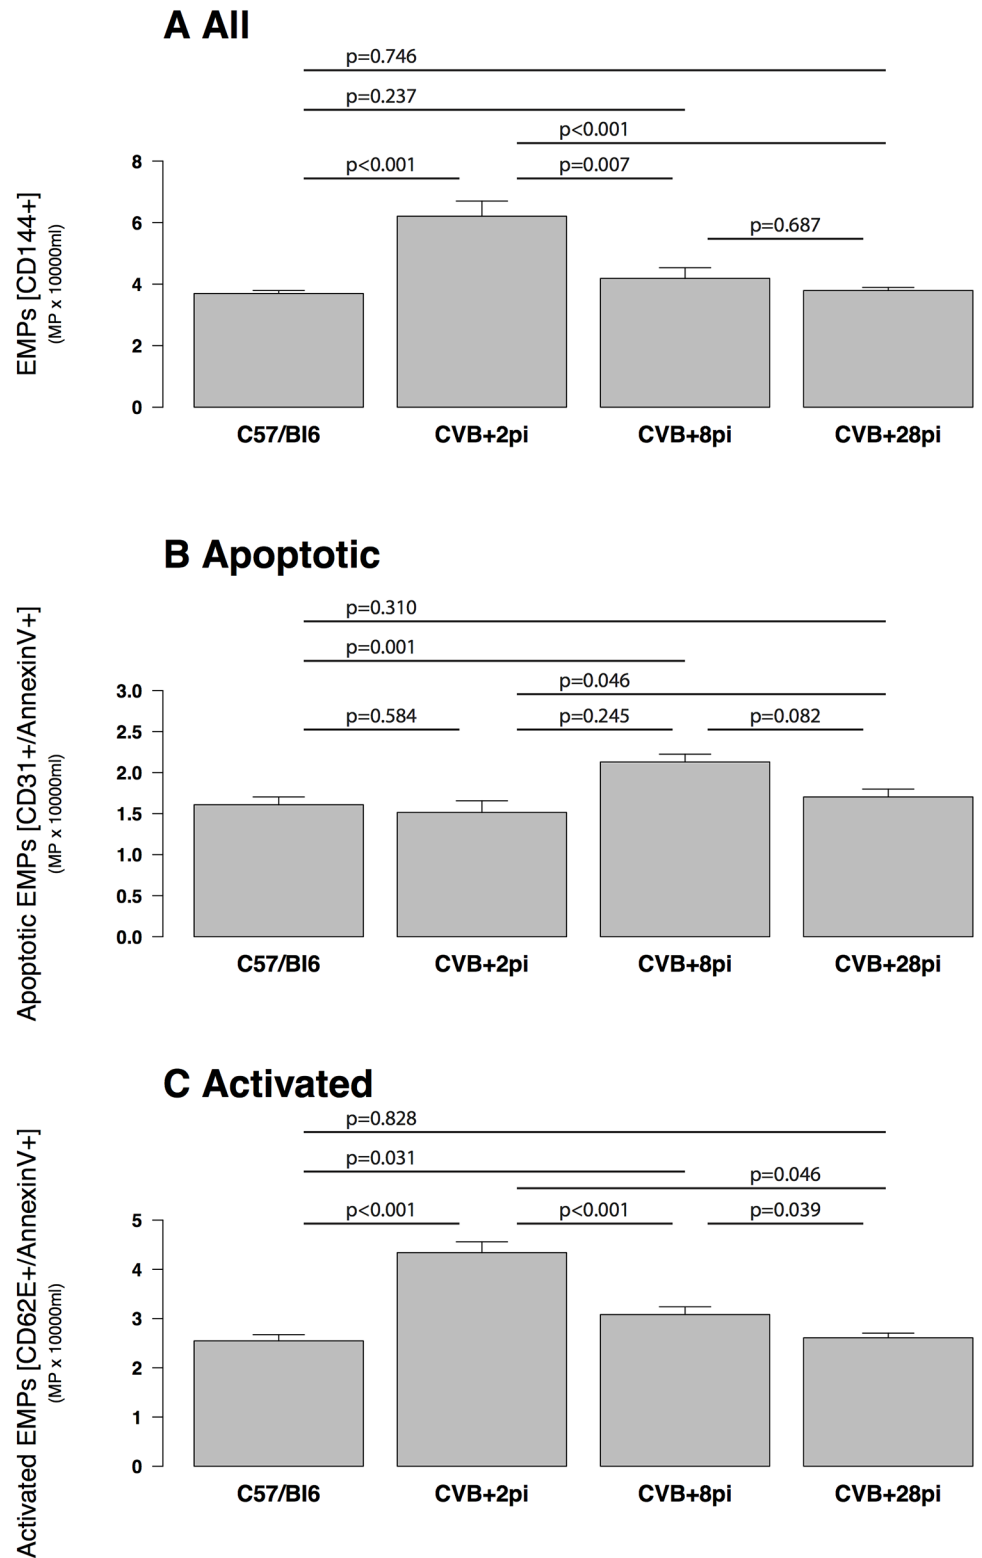 A All
p=0.746
p=0.237
p<0.001
p<0.001
p=0.007
p=0.687
EMPs [CD144+]
(MP x 10000ml)
8
6
4
2
0
C57/Bl6
CVB+2pi
CVB+8pi
CVB+28pi
B Apoptotic
p=0.310
p=0.001
p=0.046
p=0.584
p=0.245
p=0.082
Apoptotic EMPs [CD31+/AnnexinV+]
(MP x 10000ml)
3.0
2.5
2.0
1.5
1.0
0.5
0.0
C57/Bl6
CVB+2pi
CVB+8pi
CVB+28pi
C Activated
p=0.828
p=0.031
p=0.046
p<0.001
p<0.001
p=0.039
Activated EMPs [CD62E+/AnnexinV+]
(MP x 10000ml)
5
4
3
2
1
0
C57/Bl6
CVB+2pi
CVB+8pi
CVB+28pi